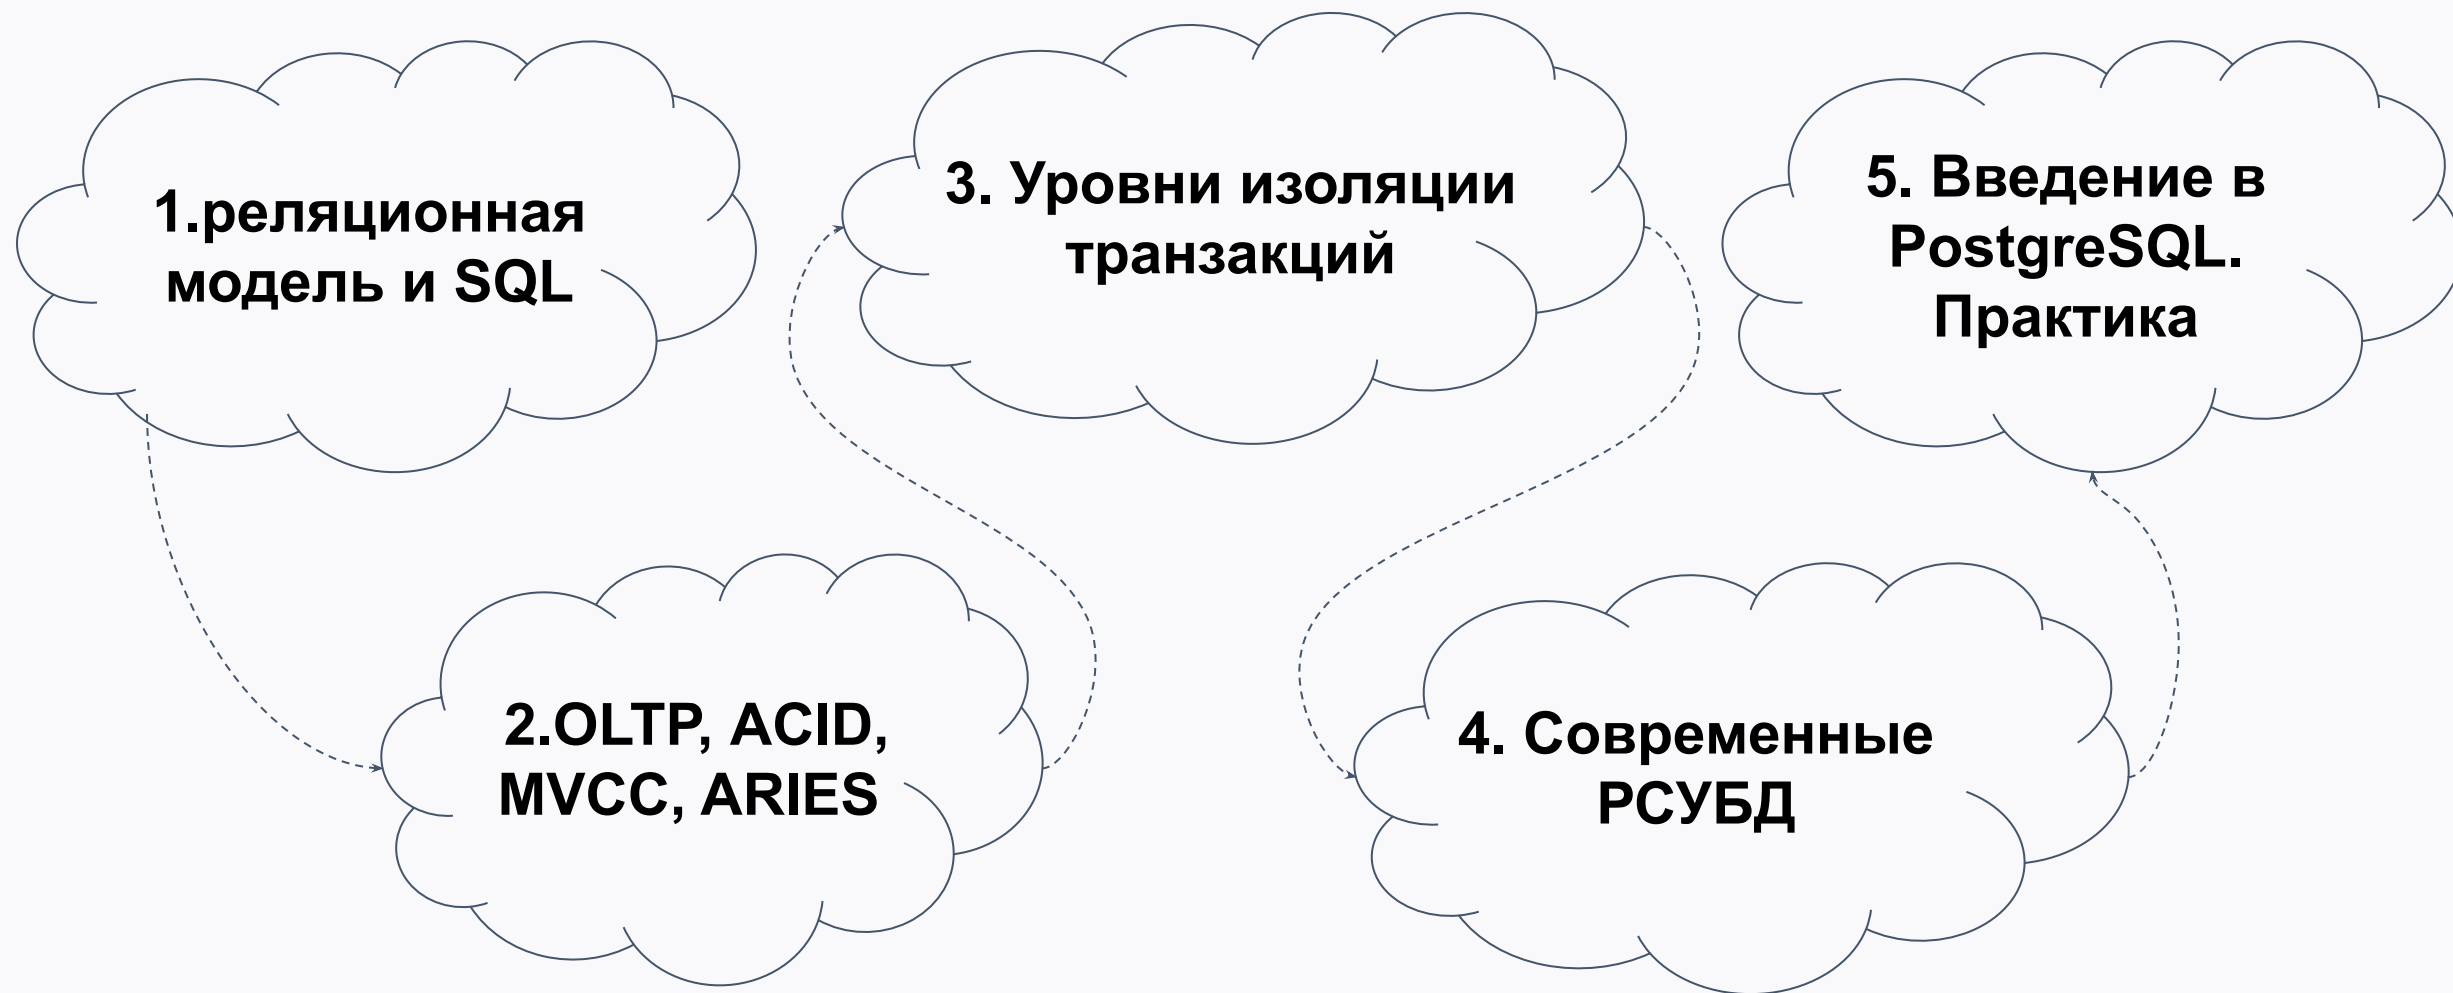 1.реляционная
модель и SQL
2.OLTP, ACID,
MVCC, ARIES
3. Уровни изоляции
транзакций
4. Современные
РСУБД
5. Введение в
PostgreSQL.
Практика